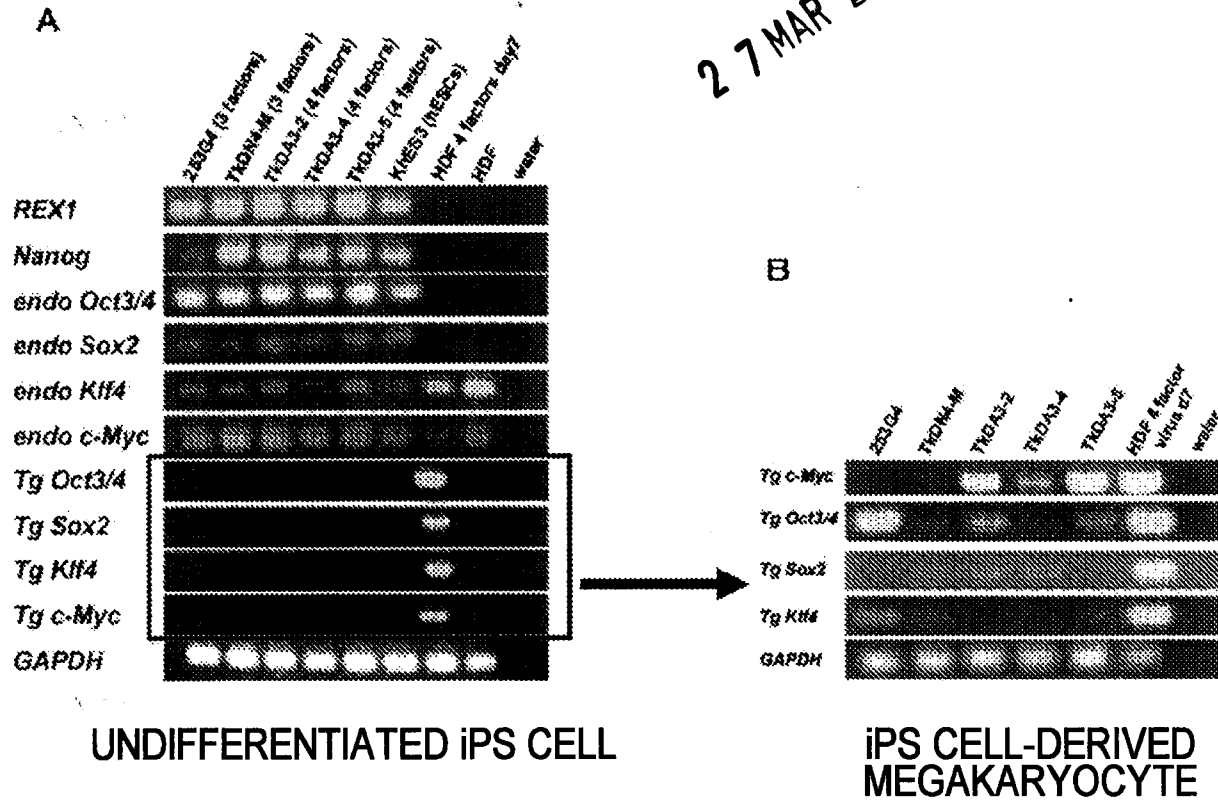 A
2 7 MAR
253G4 (3 factors)
TkDN4-M (3 factors)
TkDA3-2 (4 factors)
TkDA3-4 (4 factors)
TkDA3-5 (4 factors)
KhES3 (hESCs)
HDF 4 factors day7
HDF
water
REX1
Nanog
endo Oct3/4
endo Sox2
endo Klf4
endo c-Myc
Tg Oct3/4
Tg Sox2
Tg Klf4
Tg c-Myc
GAPDH
UNDIFFERENTIATED iPS CELL
B
253G4
TkDN4-M
TkDA3-2
TkDA3-4
TkDA3-5
HDF 4 factor
virus d7
water
Tg c-Myc
Tg Oct3/4
Tg Sox2
Tg Klf4
GAPDH
iPS CELL-DERIVED
MEGAKARYOCYTE